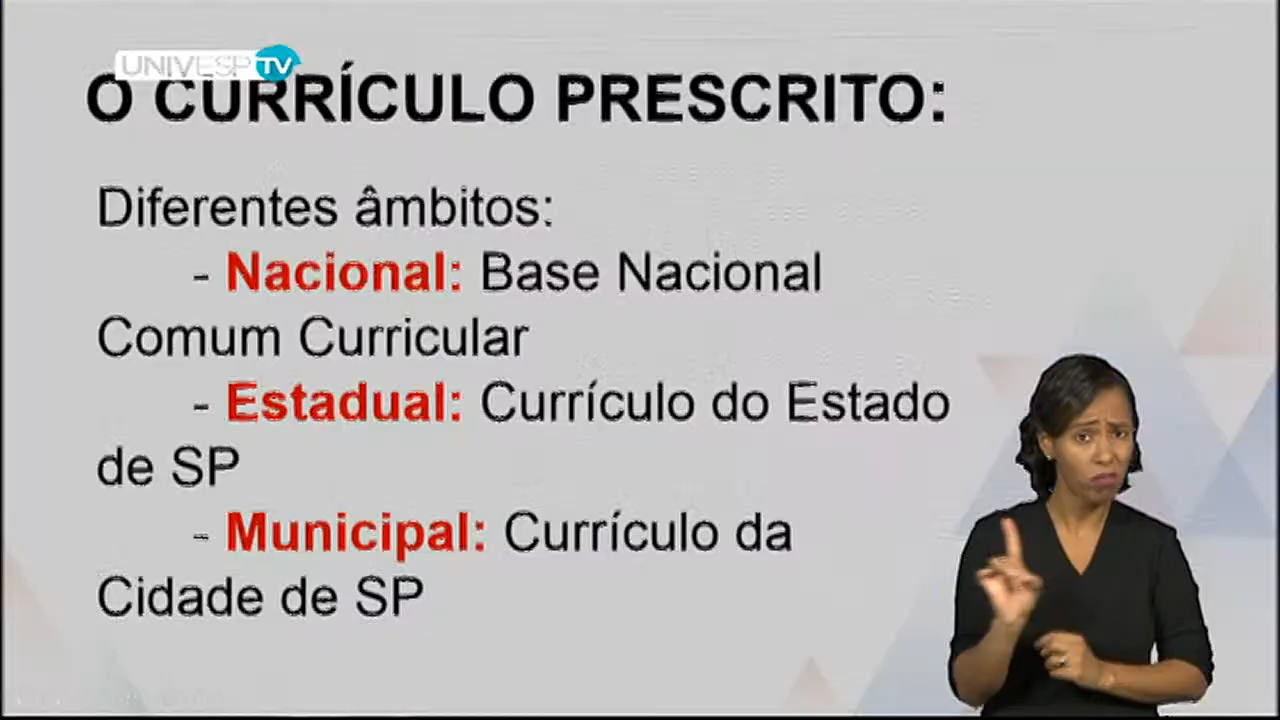 UNIVESP TV
O CURRÍCULO PRESCRITO:
Diferentes âmbitos:
- Nacional: Base Nacional
Comum Curricular
- Estadual: Currículo do Estado
de SP
- Municipal: Currículo da
Cidade de SP